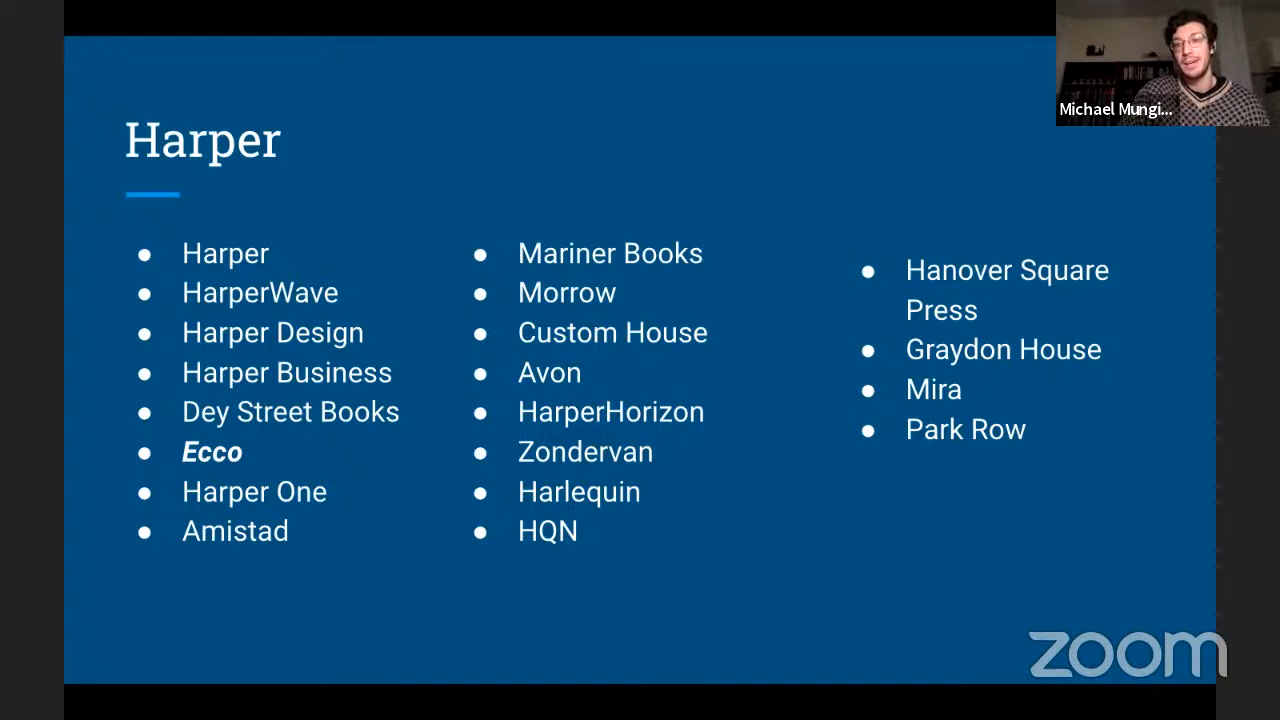 Harper
Harper
HarperWave
Harper Design
Harper Business
Dey Street Books
Ecco
Harper One
Amistad
Mariner Books
Morrow
Custom House
Avon
HarperHorizon
Zondervan
Harlequin
HQN
Hanover Square
Press
Graydon House
Mira
Park Row
Michael Mungi...
zoom